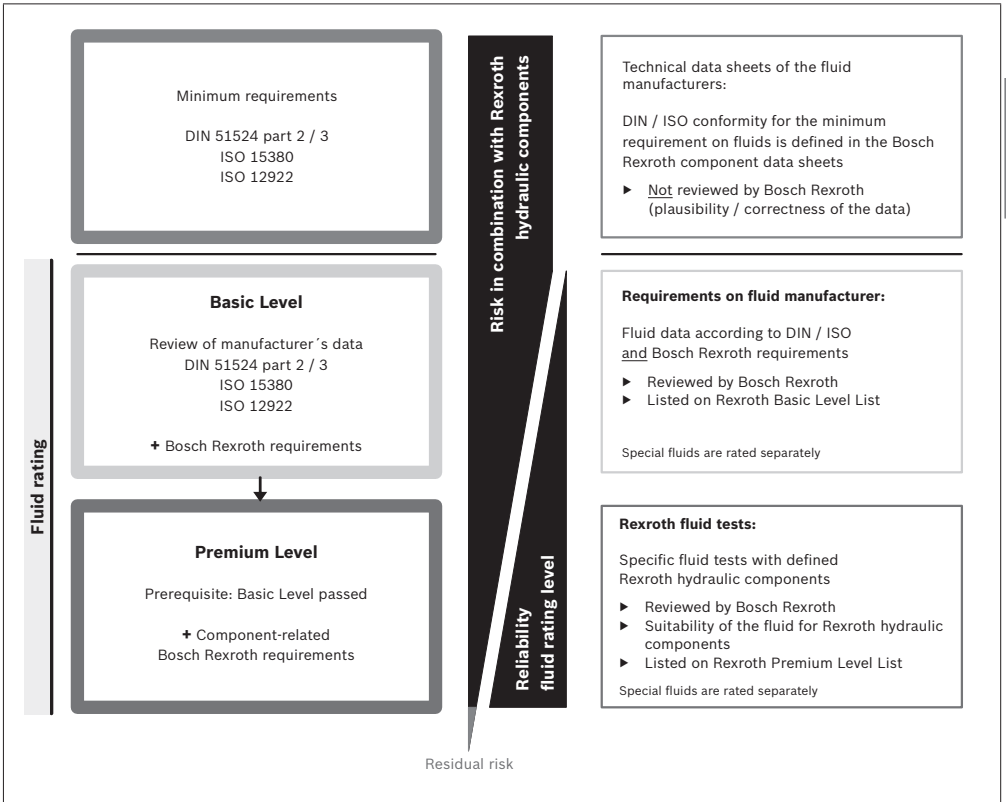 Minimum requirements
DIN 51524 part 2 / 3
ISO 15380
ISO 12922
Risk in combination with Rexroth
hydraulic components
Technical data sheets of the fluid
manufacturers:
DIN / ISO conformity for the minimum
requirement on fluids is defined in the Bosch
Rexroth component data sheets
▶ Not reviewed by Bosch Rexroth
(plausibility / correctness of the data)
Fluid rating
Basic Level
Review of manufacturer´s data
DIN 51524 part 2 / 3
ISO 15380
ISO 12922
+ Bosch Rexroth requirements
Requirements on fluid manufacturer:
Fluid data according to DIN / ISO
and Bosch Rexroth requirements
▶ Reviewed by Bosch Rexroth
▶ Listed on Rexroth Basic Level List
Special fluids are rated separately
Premium Level
Prerequisite: Basic Level passed
+ Component-related
Bosch Rexroth requirements
Reliability
fluid rating level
Rexroth fluid tests:
Specific fluid tests with defined
Rexroth hydraulic components
▶ Reviewed by Bosch Rexroth
▶ Suitability of the fluid for Rexroth hydraulic
components
▶ Listed on Rexroth Premium Level List
Special fluids are rated separately
Residual risk